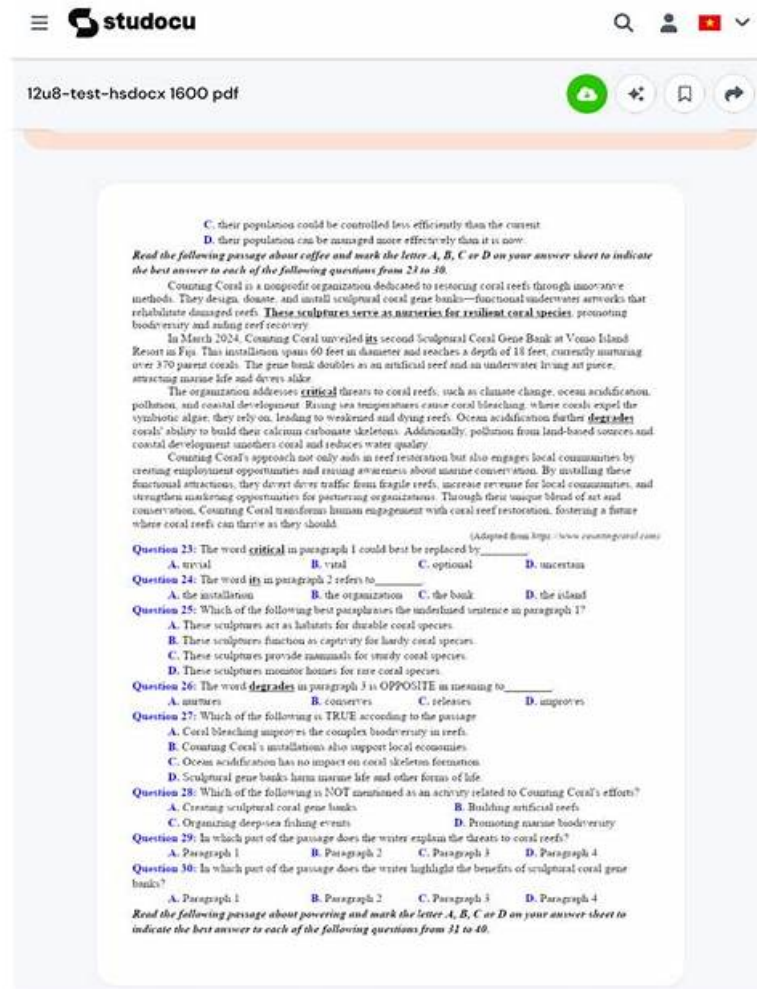 studocu
12u8-test-hsdocx 1600 pdf
C. their population could be controlled less efficiently than the current
D. their population can be managed more effectively than it is now
Read the following passage about coffee and mark the letter A, B, C or D on your answer sheet to indicate
the best answer to each of the following questions from 23 to 30.
Counting Coral is a nonprofit organization dedicated to restoring coral reefs through innovative
methods. They design, donate, and install sculptural coral gene banks—functional underwater artworks that
rehabilitate damaged reefs. These sculptures serve as nurseries for resilient coral species, promoting
biodiversity and aiding reef recovery.
In March 2024, Counting Coral unveiled its second Sculptural Coral Gene Bank at Vomo Island
Resort in Fiji. This installation spans 60 feet in diameter and reaches a depth of 18 feet, currently nurturing
over 370 parent corals. The gene bank doubles as an artificial reef and an underwater living art piece,
attracting marine life and divers alike.
The organization addresses critical threats to coral reefs, such as climate change, ocean acidification,
pollution, and coastal development. Rising sea temperatures cause coral bleaching, where corals expel the
symbiotic algae, they rely on, leading to weakened and dying reefs. Ocean acidification further degrades
corals' ability to build their calcium carbonate skeletons. Additionally, pollution from land-based sources and
coastal development smothers coral and reduces water quality.
Counting Coral's approach not only aids in reef restoration but also engages local communities by
creating employment opportunities and raising awareness about marine conservation. By installing these
functional attractions, they divert diver traffic from fragile reefs, increase revenue for local communities, and
strengthen marketing opportunities for partnering organizations. Through their unique blend of art and
conservation, Counting Coral transforms human engagement with coral reef restoration, fostering a future
where coral reefs can thrive as they should.
(Adapted from https://www.countingcoral.com)
Question 23: The word critical in paragraph 1 could best be replaced by________.
A. trivial B. vital C. optional D. uncertain
Question 24: The word its in paragraph 2 refers to________.
A. the installation B. the organization C. the bank D. the island
Question 25: Which of the following best paraphrases the underlined sentence in paragraph 1?
A. These sculptures act as habitats for durable coral species.
B. These sculptures function as captivity for hardy coral species.
C. These sculptures provide mammals for sturdy coral species.
D. These sculptures monitor homes for rare coral species.
Question 26: The word degrades in paragraph 3 is OPPOSITE in meaning to________.
A. nurtures B. conserves C. releases D. improves
Question 27: Which of the following is TRUE according to the passage
A. Coral bleaching improves the complex biodiversity in reefs.
B. Counting Coral's installations also support local economies.
C. Ocean acidification has no impact on coral skeleton formation.
D. Sculptural gene banks harm marine life and other forms of life.
Question 28: Which of the following is NOT mentioned as an activity related to Counting Coral's efforts?
A. Creating sculptural coral gene banks B. Building artificial reefs
C. Organizing deep-sea fishing events D. Promoting marine biodiversity
Question 29: In which part of the passage does the writer explain the threats to coral reefs?
A. Paragraph 1 B. Paragraph 2 C. Paragraph 3 D. Paragraph 4
Question 30: In which part of the passage does the writer highlight the benefits of sculptural coral gene
banks?
A. Paragraph 1 B. Paragraph 2 C. Paragraph 3 D. Paragraph 4
Read the following passage about powering and mark the letter A, B, C or D on your answer sheet to
indicate the best answer to each of the following questions from 31 to 40.